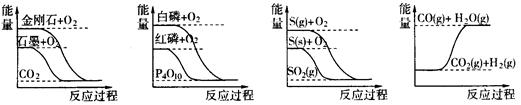 能量
金刚石+O₂
石墨+O₂
CO₂
反应过程
能量
白磷+O₂
红磷+O₂
P₄O₁₀
反应过程
能量
S(g)+O₂
S(s)+O₂
SO₂(g)
反应过程
能量
CO(g)+H₂O(g)
CO₂(g)+H₂(g)
反应过程